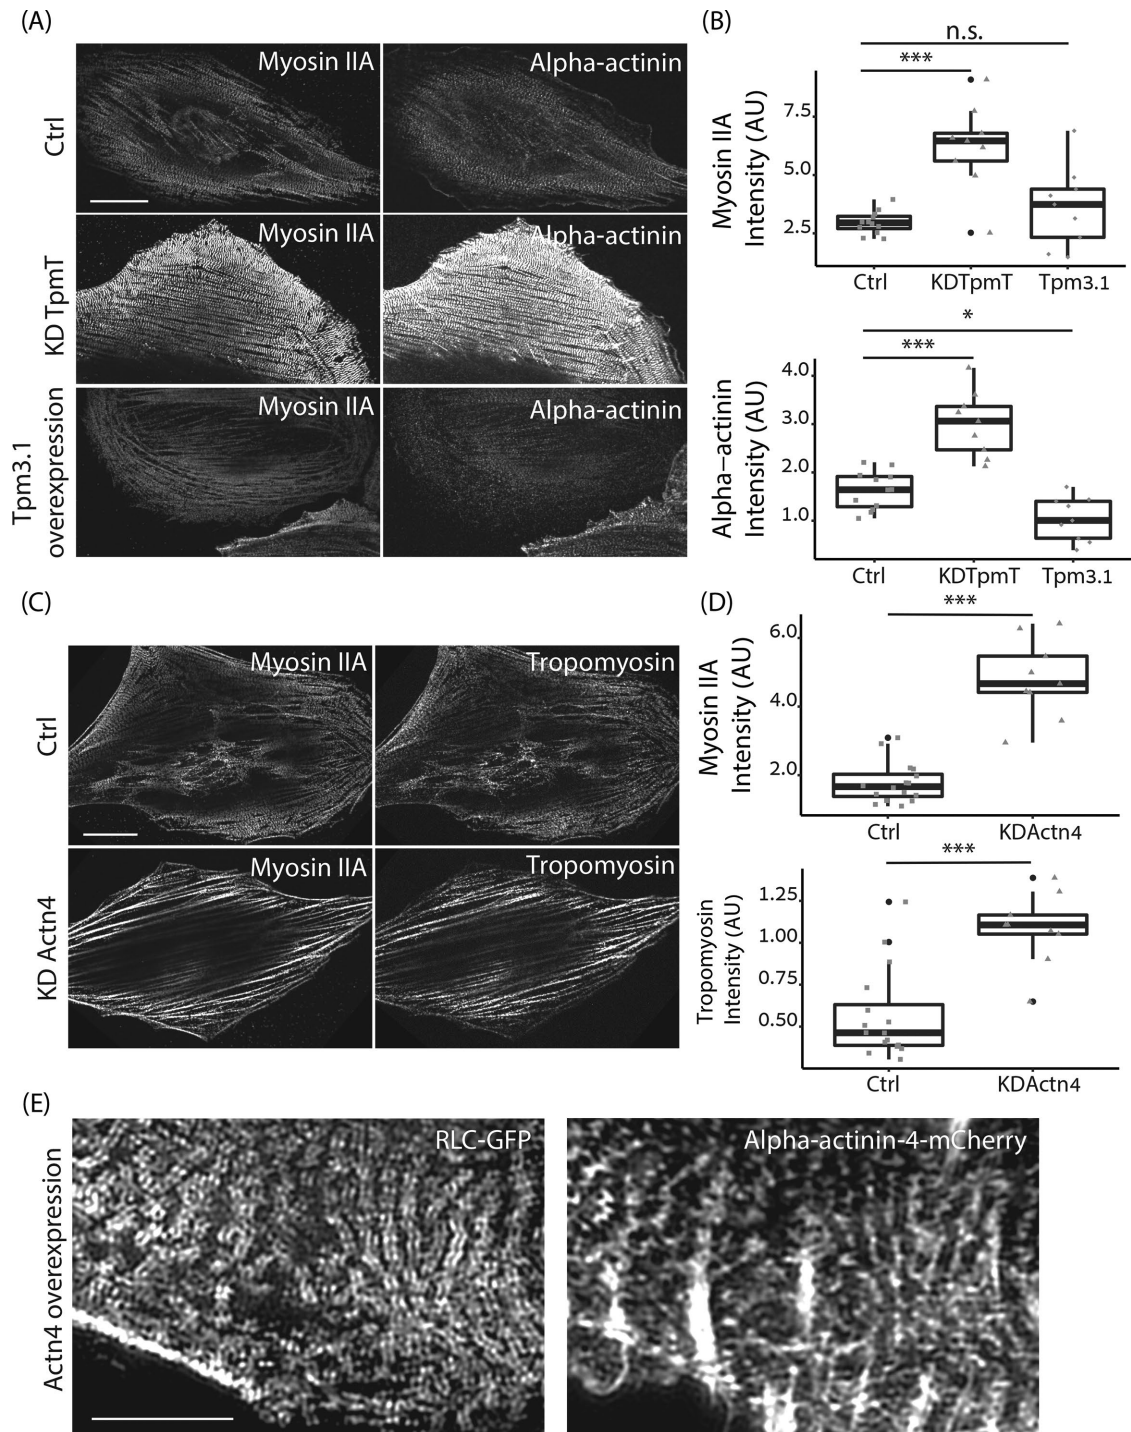 (A)
Myosin IIA
Alpha-actinin
Ctrl
Myosin IIA
Alpha-actinin
KD TpmT
Myosin IIA
Alpha-actinin
Tpm3.1
overexpression
(B)
n.s.
***
Myosin IIA
Intensity (AU)
7.5
5.0
2.5
Ctrl
KDTpmT
Tpm3.1
*
***
Alpha–actinin
Intensity (AU)
4.0
3.0
2.0
1.0
Ctrl
KDTpmT
Tpm3.1
(C)
Myosin IIA
Tropomyosin
Ctrl
Myosin IIA
Tropomyosin
KD Actn4
(D)
***
Myosin IIA
Intensity (AU)
6.0
4.0
2.0
Ctrl
KDActn4
***
Tropomyosin
Intensity (AU)
1.25
1.00
0.75
0.50
Ctrl
KDActn4
(E)
Actn4 overexpression
RLC-GFP
Alpha-actinin-4-mCherry